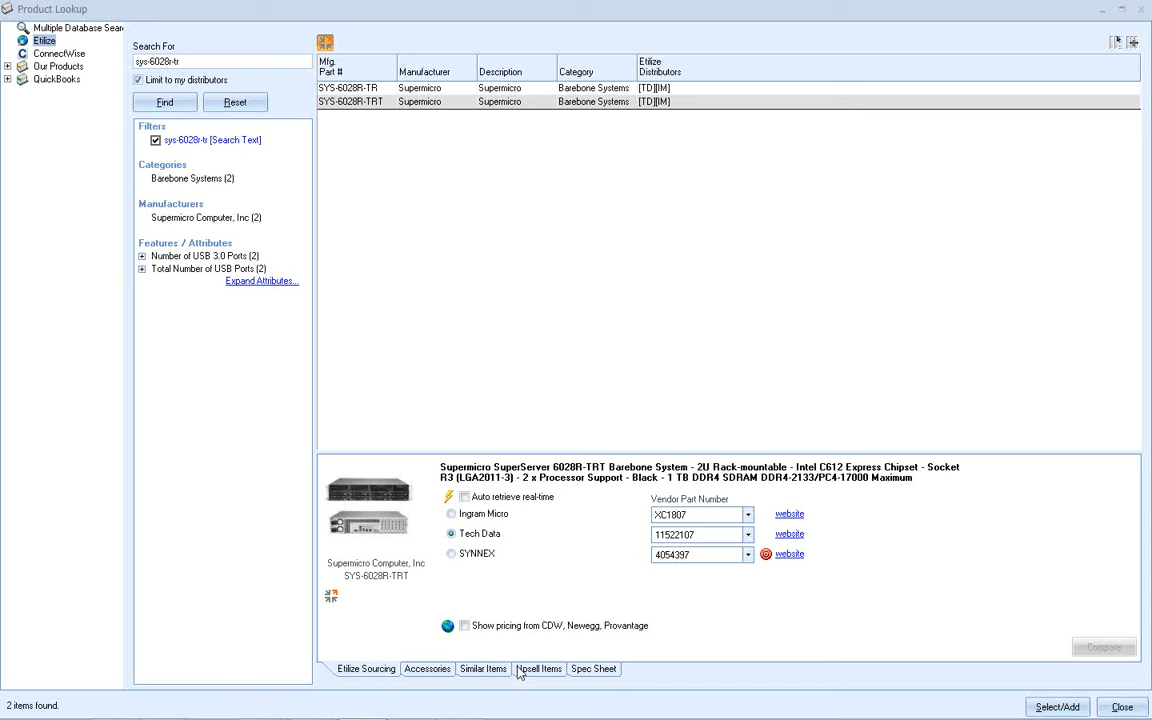 Product Lookup
Multiple Database Sear
Etilize
ConnectWise
Our Products
QuickBooks
Search For
sys-6028r-tr
Limit to my distributors
Find
Reset
Filters
sys-6028r-tr [Search Text]
Categories
Barebone Systems (2)
Manufacturers
Supermicro Computer, Inc (2)
Features / Attributes
Number of USB 3.0 Ports (2)
Total Number of USB Ports (2)
Expand Attributes...
Mfg. Part # Manufacturer Description Category Etilize Distributors
SYS-6028R-TR Supermicro Supermicro Barebone Systems [TD][IM]
SYS-6028R-TRT Supermicro Supermicro Barebone Systems [TD][IM]
Supermicro SuperServer 6028R-TRT Barebone System - 2U Rack-mountable - Intel C612 Express Chipset - Socket
R3 (LGA2011-3) - 2 x Processor Support - Black - 1 TB DDR4 SDRAM DDR4-2133/PC4-17000 Maximum
Auto retrieve real-time
Vendor Part Number
Ingram Micro XC1807 website
Tech Data 11522107 website
SYNNEX 4054397 website
Supermicro Computer, Inc
SYS-6028R-TRT
Show pricing from CDW, Newegg, Provantage
Compare
Etilize Sourcing Accessories Similar Items Upsell Items Spec Sheet
2 items found.
Select/Add
Close